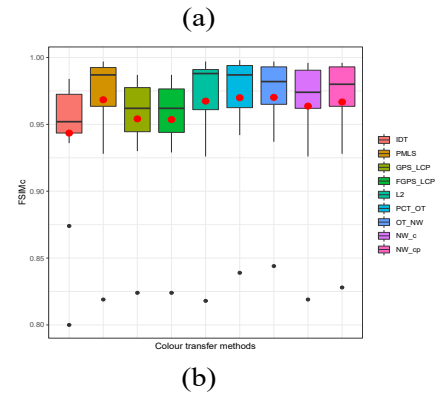 (a)
1.00
0.95
0.90
0.85
0.80
FSIMc
Colour transfer methods
IDT
PMLS
GPS_LCP
FGPS_LCP
L2
PCT_OT
OT_NW
NW_c
NW_cp
(b)